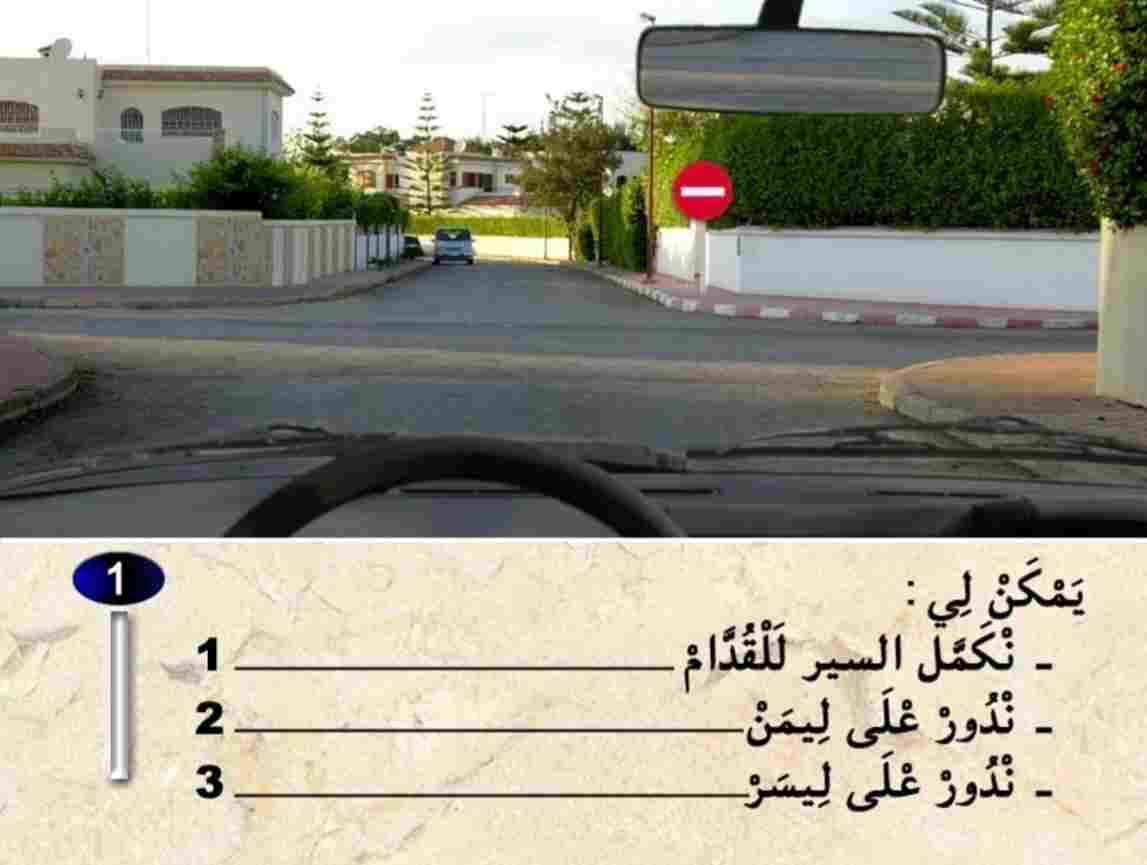 1
يَمْكَنْ لِي :
ـ نْكَمَّل السير لَلْقُدَّامْ 1
ـ نْدُورْ عْلَى لِيمَنْ 2
ـ نْدُورْ عْلَى لِيسَرْ 3